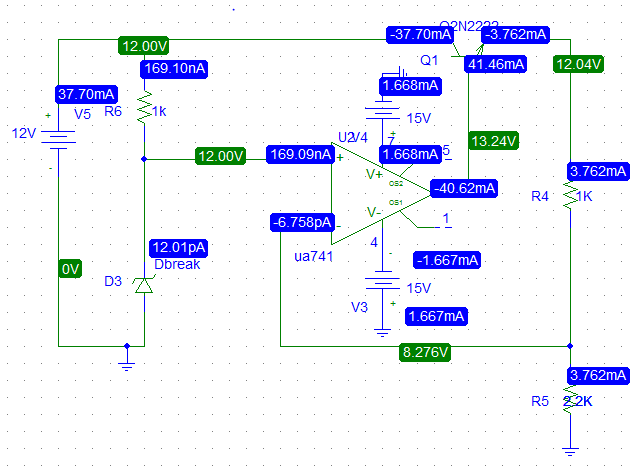 Q2N2222
-37.70mA
-3.762mA
12.00V
Q1
41.46mA
12.04V
169.10nA
1.668mA
37.70mA
V5
R6
1k
15V
12V
+
-
13.24V
U2
V4
7
+
12.00V
169.09nA
+
1.668mA
5
V+
OS2
3.762mA
-40.62mA
R4
1K
OS1
-6.758pA
-
V-
1
12.01pA
Dbreak
ua741
4
-
-1.667mA
0V
D3
15V
V3
+
1.667mA
8.276V
3.762mA
R5
2.2K